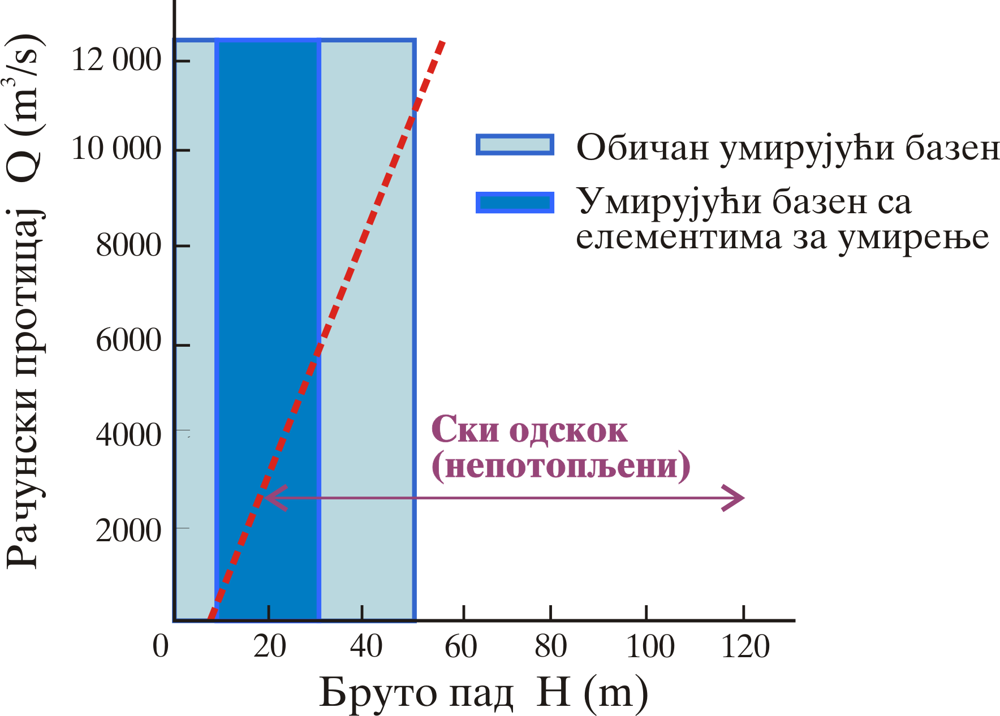 Рачунски протицај Q (m³/s)
12 000
10 000
8000
6000
4000
2000
Обичан умирујући базен
Умирујући базен са
елементима за умирење
Ски одскок
(непотопљени)
0 20 40 60 80 100 120
Бруто пад H (m)